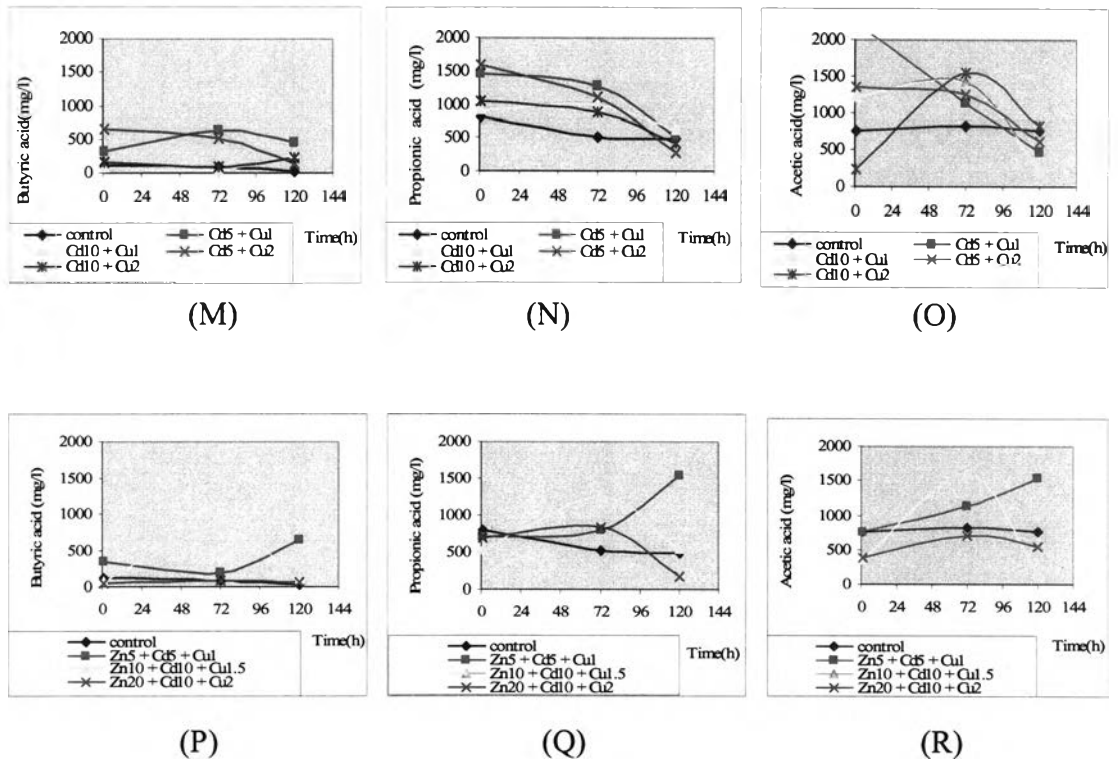 Butyric acid(mg/l)
2000
1500
1000
500
0
0 24 48 72 96 120 144
Time(h)
control
Cd5 + Cu1
Cd10 + Cu1
Cd5 + Cu2
Cd10 + Cu2
(M)
Propionic acid (mg/l)
2000
1500
1000
500
0
0 24 48 72 96 120 144
Time(h)
control
Cd5 + Cu1
Cd10 + Cu1
Cd5 + Cu2
Cd10 + Cu2
(N)
Acetic acid(mg/l)
2000
1500
1000
500
0
0 24 48 72 96 120 144
Time(h)
control
Cd5 + Cu1
Cd10 + Cu1
Cd5 + Cu2
Cd10 + Cu2
(O)
Butyric acid (mg/l)
2000
1500
1000
500
0
0 24 48 72 96 120 144
Time(h)
control
Zn5 + Cd5 + Cu1
Zn10 + Cd10 + Cu1.5
Zn20 + Cd10 + Cu2
(P)
Propionic acid (mg/l)
2000
1500
1000
500
0
0 24 48 72 96 120 144
Time(h)
control
Zn5 + Cd5 + Cu1
Zn10 + Cd10 + Cu1.5
Zn20 + Cd10 + Cu2
(Q)
Acetic acid (mg/l)
2000
1500
1000
500
0
0 24 48 72 96 120 144
Time(h)
control
Zn5 + Cd5 + Cu1
Zn10 + Cd10 + Cu1.5
Zn20 + Cd10 + Cu2
(R)